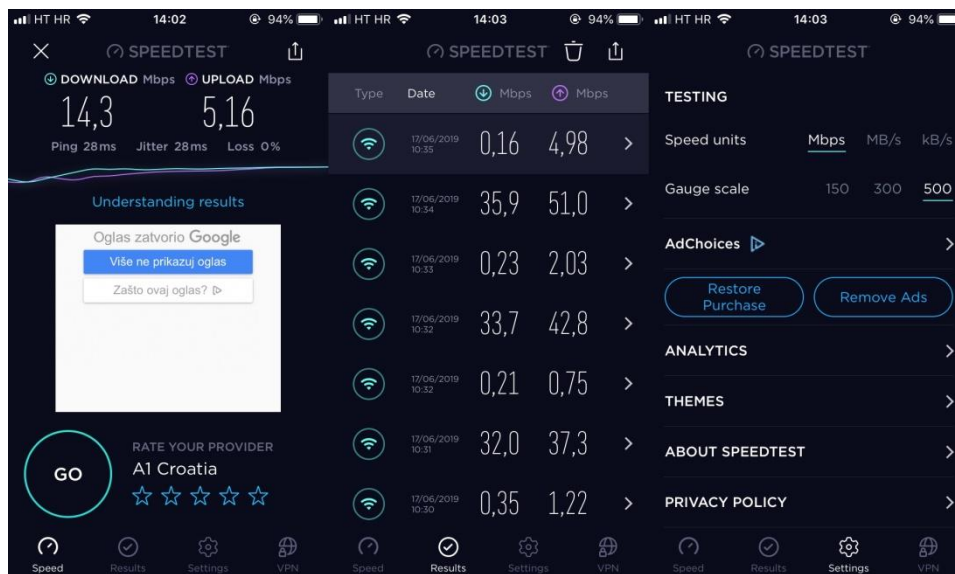 HT HR 14:02 94%
SPEEDTEST
DOWNLOAD Mbps UPLOAD Mbps
14,3 5,16
Ping 28ms Jitter 28ms Loss 0%
Understanding results
Oglas zatvorio Google
Više ne prikazuj oglas
Zašto ovaj oglas?
GO
RATE YOUR PROVIDER
A1 Croatia
Speed Results Settings VPN
HT HR 14:03 94%
SPEEDTEST
Type Date Mbps Mbps
17/06/2019
10:35
0,16 4,98
17/06/2019
10:34
35,9 51,0
17/06/2019
10:33
0,23 2,03
17/06/2019
10:32
33,7 42,8
17/06/2019
10:32
0,21 0,75
17/06/2019
10:31
32,0 37,3
17/06/2019
10:30
0,35 1,22
Speed Results Settings VPN
HT HR 14:03 94%
SPEEDTEST
TESTING
Speed units Mbps MB/s kB/s
Gauge scale 150 300 500
AdChoices
Restore
Purchase
Remove Ads
ANALYTICS
THEMES
ABOUT SPEEDTEST
PRIVACY POLICY
Speed Results Settings VPN